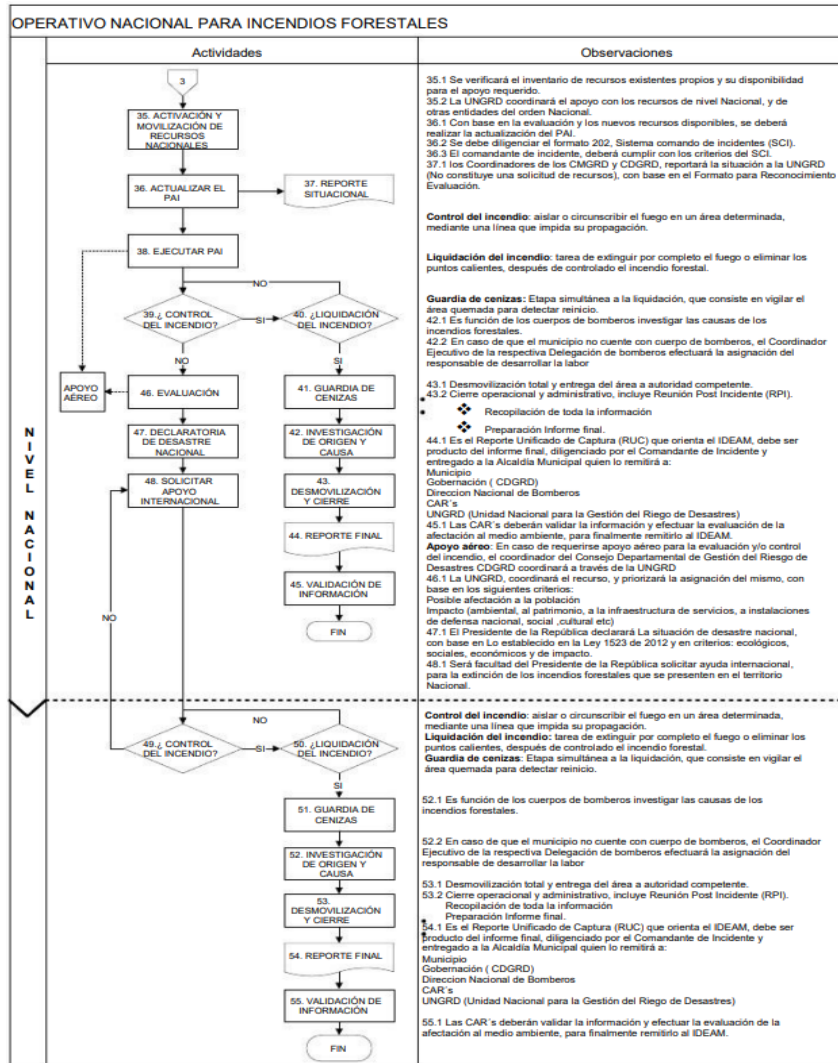 OPERATIVO NACIONAL PARA INCENDIOS FORESTALES
Actividades
Observaciones
NIVEL NACIONAL
3
35. ACTIVACIÓN Y
MOVILIZACIÓN DE
RECURSOS
NACIONALES
36. ACTUALIZAR EL
PAI
37. REPORTE
SITUACIONAL
38. EJECUTAR PAI
NO
39.¿ CONTROL
DEL INCENDIO?
SI
40. ¿LIQUIDACIÓN
DEL INCENDIO?
NO
SI
APOYO
AÉREO
46. EVALUACIÓN
41. GUARDIA DE
CENIZAS
47. DECLARATORIA
DE DESASTRE
NACIONAL
42. INVESTIGACIÓN
DE ORIGEN Y
CAUSA
48. SOLICITAR
APOYO
INTERNACIONAL
43.
DESMOVILIZACIÓN
Y CIERRE
44. REPORTE FINAL
45. VALIDACIÓN DE
INFORMACIÓN
FIN
NO
35.1 Se verificará el inventario de recursos existentes propios y su disponibilidad
para el apoyo requerido.
35.2 La UNGRD coordinará el apoyo con los recursos de nivel Nacional, y de
otras entidades del orden Nacional.
36.1 Con base en la evaluación y los nuevos recursos disponibles, se deberá
realizar la actualización del PAI.
36.2 Se debe diligenciar el formato 202, Sistema comando de incidentes (SCI).
36.3 El comandante de incidente, deberá cumplir con los criterios del SCI.
37.1 los Coordinadores de los CMGRD y CDGRD, reportará la situación a la UNGRD
(No constituye una solicitud de recursos), con base en el Formato para Reconocimiento
Evaluación.
Control del incendio: aislar o circunscribir el fuego en un área determinada,
mediante una línea que impida su propagación.
Liquidación del incendio: tarea de extinguir por completo el fuego o eliminar los
puntos calientes, después de controlado el incendio forestal.
Guardia de cenizas: Etapa simultánea a la liquidación, que consiste en vigilar el
área quemada para detectar reinicio.
42.1 Es función de los cuerpos de bomberos investigar las causas de los
incendios forestales.
42.2 En caso de que el municipio no cuente con cuerpo de bomberos, el Coordinador
Ejecutivo de la respectiva Delegación de bomberos efectuará la asignación del
responsable de desarrollar la labor
43.1 Desmovilización total y entrega del área a autoridad competente.
43.2 Cierre operacional y administrativo, incluye Reunión Post Incidente (RPI).
❖ Recopilación de toda la información
❖ Preparación Informe final.
44.1 Es el Reporte Unificado de Captura (RUC) que orienta el IDEAM, debe ser
producto del informe final, diligenciado por el Comandante de Incidente y
entregado a la Alcaldía Municipal quien lo remitirá a:
Municipio
Gobernación ( CDGRD)
Direccion Nacional de Bomberos
CAR´s
UNGRD (Unidad Nacional para la Gestión del Riego de Desastres)
45.1 Las CAR´s deberán validar la información y efectuar la evaluación de la
afectación al medio ambiente, para finalmente remitirlo al IDEAM.
Apoyo aéreo: En caso de requerirse apoyo aéreo para la evaluación y/o control
del incendio, el coordinador del Consejo Departamental de Gestión del Riesgo de
Desastres CDGRD coordinará a través de la UNGRD
46.1 La UNGRD, coordinará el recurso, y priorizará la asignación del mismo, con
base en los siguientes criterios:
Posible afectación a la población
Impacto (ambiental, al patrimonio, a la infraestructura de servicios, a instalaciones
de defensa nacional, social ,cultural etc)
47.1 El Presidente de la República declarará La situación de desastre nacional,
con base en Lo establecido en la Ley 1523 de 2012 y en criterios: ecológicos,
sociales, económicos y de impacto.
48.1 Será facultad del Presidente de la República solicitar ayuda internacional,
para la extinción de los incendios forestales que se presenten en el territorio
Nacional.
NO
49.¿ CONTROL
DEL INCENDIO?
SI
50. ¿LIQUIDACIÓN
DEL INCENDIO?
SI
51. GUARDIA DE
CENIZAS
52. INVESTIGACIÓN
DE ORIGEN Y
CAUSA
53.
DESMOVILIZACIÓN
Y CIERRE
54. REPORTE FINAL
55. VALIDACIÓN DE
INFORMACIÓN
FIN
Control del incendio: aislar o circunscribir el fuego en un área determinada,
mediante una línea que impida su propagación.
Liquidación del incendio: tarea de extinguir por completo el fuego o eliminar los
puntos calientes, después de controlado el incendio forestal.
Guardia de cenizas: Etapa simultánea a la liquidación, que consiste en vigilar el
área quemada para detectar reinicio.
52.1 Es función de los cuerpos de bomberos investigar las causas de los
incendios forestales.
52.2 En caso de que el municipio no cuente con cuerpo de bomberos, el Coordinador
Ejecutivo de la respectiva Delegación de bomberos efectuará la asignación del
responsable de desarrollar la labor
53.1 Desmovilización total y entrega del área a autoridad competente.
53.2 Cierre operacional y administrativo, incluye Reunión Post Incidente (RPI).
Recopilación de toda la información
Preparación Informe final.
54.1 Es el Reporte Unificado de Captura (RUC) que orienta el IDEAM, debe ser
producto del informe final, diligenciado por el Comandante de Incidente y
entregado a la Alcaldía Municipal quien lo remitirá a:
Municipio
Gobernación ( CDGRD)
Direccion Nacional de Bomberos
CAR´s
UNGRD (Unidad Nacional para la Gestión del Riego de Desastres)
55.1 Las CAR´s deberán validar la información y efectuar la evaluación de la
afectación al medio ambiente, para finalmente remitirlo al IDEAM.